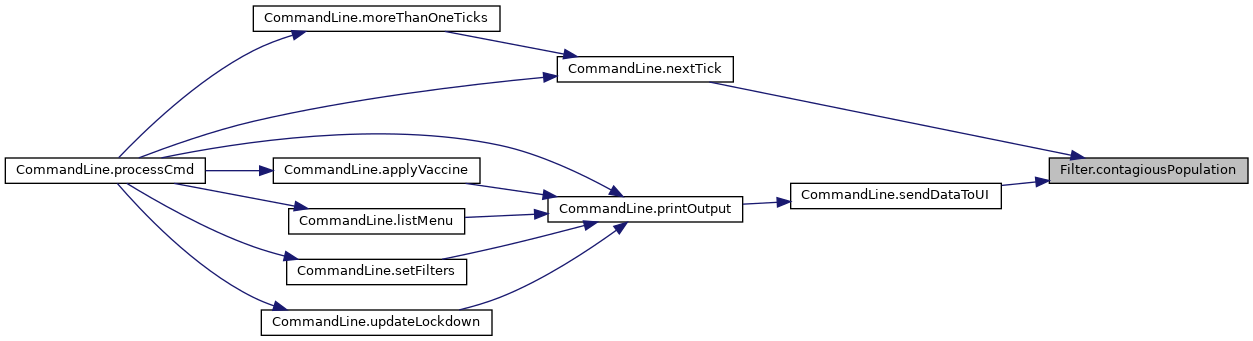 CommandLine.moreThanOneTicks
CommandLine.nextTick
CommandLine.processCmd
CommandLine.applyVaccine
Filter.contagiousPopulation
CommandLine.sendDataToUI
CommandLine.printOutput
CommandLine.listMenu
CommandLine.setFilters
CommandLine.updateLockdown